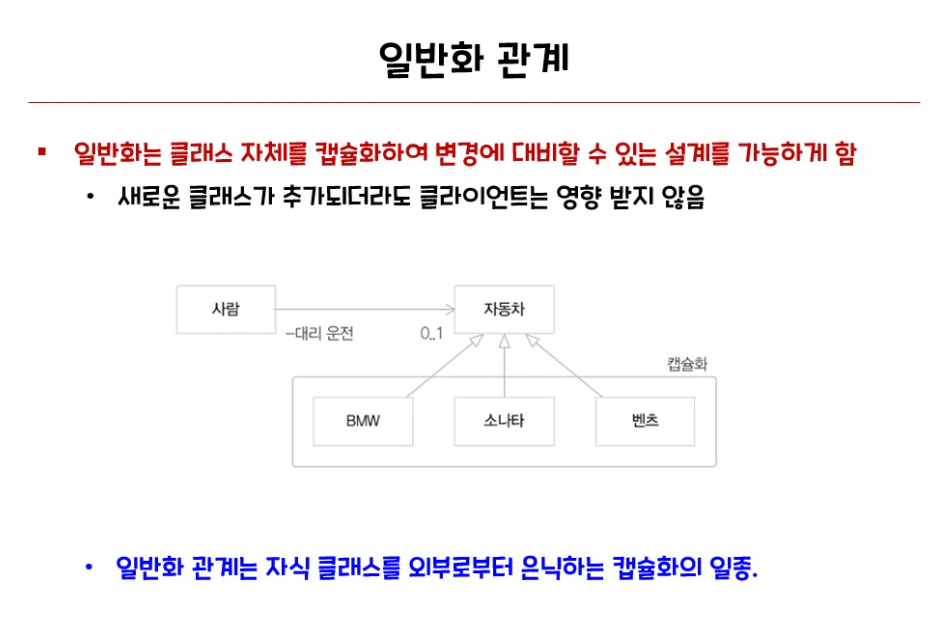 일반화 관계
▪ 일반화는 클래스 자체를 캡슐화하여 변경에 대비할 수 있는 설계를 가능하게 함
• 새로운 클래스가 추가되더라도 클라이언트는 영향 받지 않음
사람
자동차
-대리 운전
0..1
캡슐화
BMW
소나타
벤츠
• 일반화 관계는 자식 클래스를 외부로부터 은닉하는 캡슐화의 일종.